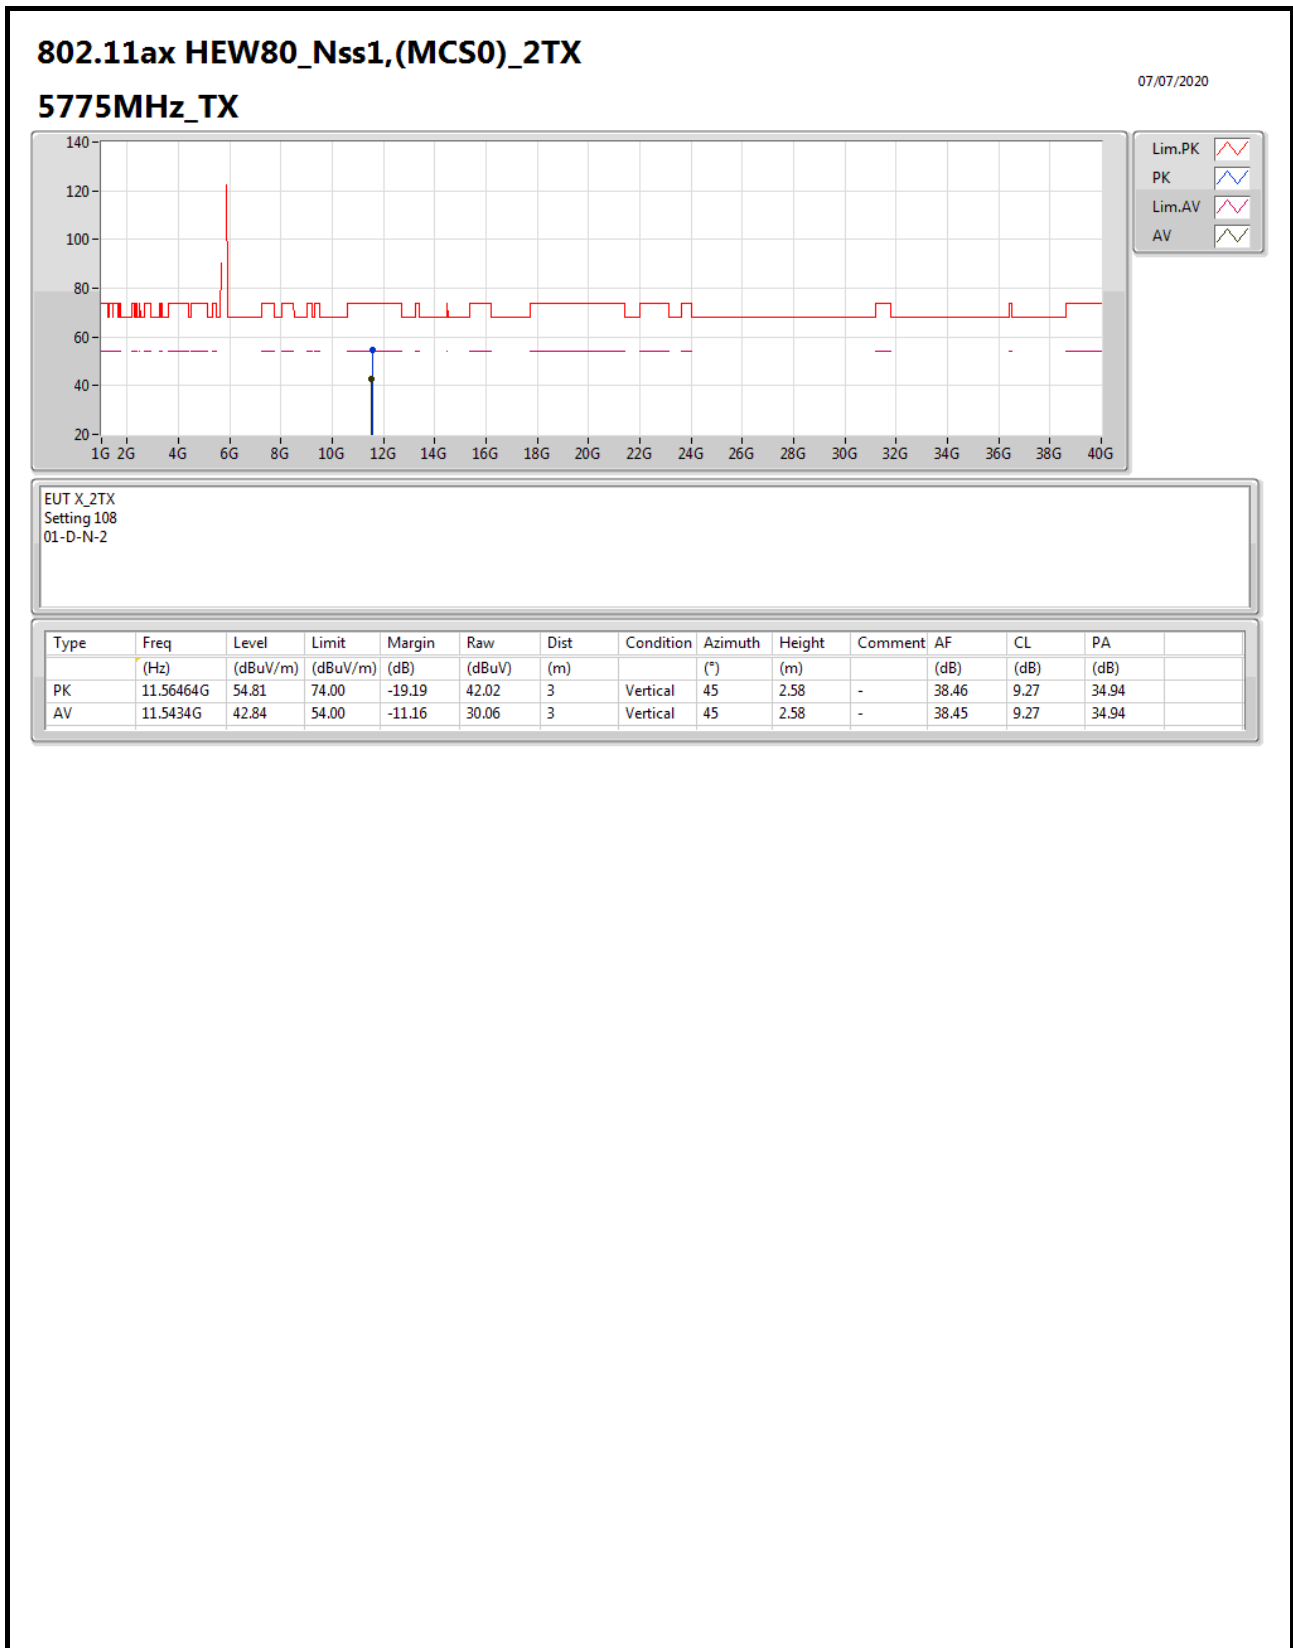 802.11ax HEW80_Nss1,(MCS0)_2TX
07/07/2020
5775MHz_TX
140
120
100
80
60
40
20
1G 2G 4G 6G 8G 10G 12G 14G 16G 18G 20G 22G 24G 26G 28G 30G 32G 34G 36G 38G 40G
Lim.PK
PK
Lim.AV
AV
EUT X_2TX
Setting 108
01-D-N-2
Type Freq Level Limit Margin Raw Dist Condition Azimuth Height Comment AF CL PA
(Hz) (dBuV/m) (dBuV/m) (dB) (dBuV) (m) (°) (m) (dB) (dB) (dB)
PK 11.56464G 54.81 74.00 -19.19 42.02 3 Vertical 45 2.58 - 38.46 9.27 34.94
AV 11.5434G 42.84 54.00 -11.16 30.06 3 Vertical 45 2.58 - 38.45 9.27 34.94